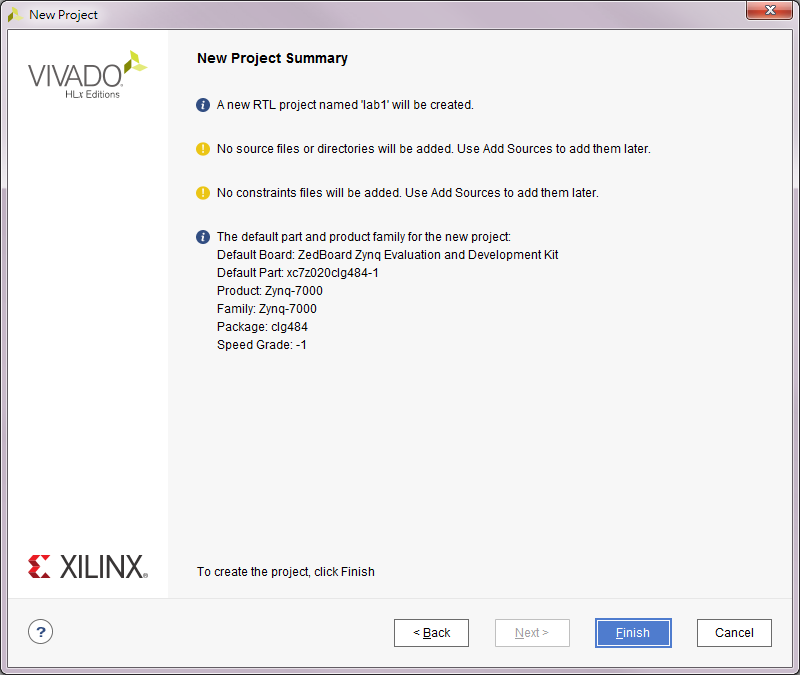 New Project
VIVADO
HLx Editions
New Project Summary
A new RTL project named 'lab1' will be created.
No source files or directories will be added. Use Add Sources to add them later.
No constraints files will be added. Use Add Sources to add them later.
The default part and product family for the new project:
Default Board: ZedBoard Zynq Evaluation and Development Kit
Default Part: xc7z020clg484-1
Product: Zynq-7000
Family: Zynq-7000
Package: clg484
Speed Grade: -1
XILINX®
To create the project, click Finish
?
< Back
Next >
Finish
Cancel